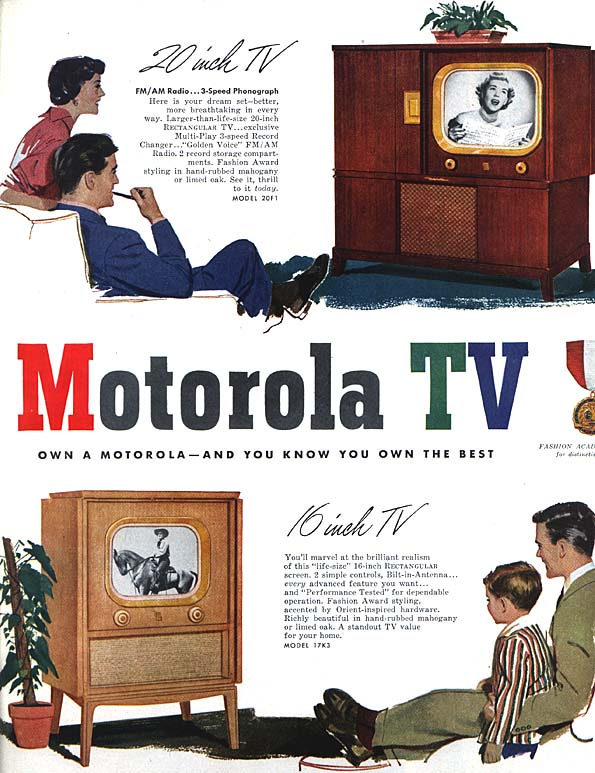 20 inch TV
FM/AM Radio...3-Speed Phonograph
Here is your dream set—better,
more breathtaking in every
way. Larger-than-life-size 20-inch
RECTANGULAR TV...exclusive
Multi-Play 3-speed Record
Changer..."Golden Voice" FM/AM
Radio. 2 record storage compart-
ments. Fashion Award
styling in hand-rubbed mahogany
or limed oak. See it, thrill
to it today.
MODEL 20F1
Motorola TV
OWN A MOTOROLA—AND YOU KNOW YOU OWN THE BEST
FASHION ACAD
for distincti
16 inch TV
You'll marvel at the brilliant realism
of this "life-size" 16-inch RECTANGULAR
screen. 2 simple controls, Bilt-in-Antenna...
every advanced feature you want...
and "Performance Tested" for dependable
operation. Fashion Award styling,
accented by Orient-inspired hardware.
Richly beautiful in hand-rubbed mahogany
or limed oak. A standout TV value
for your home.
MODEL 17K3